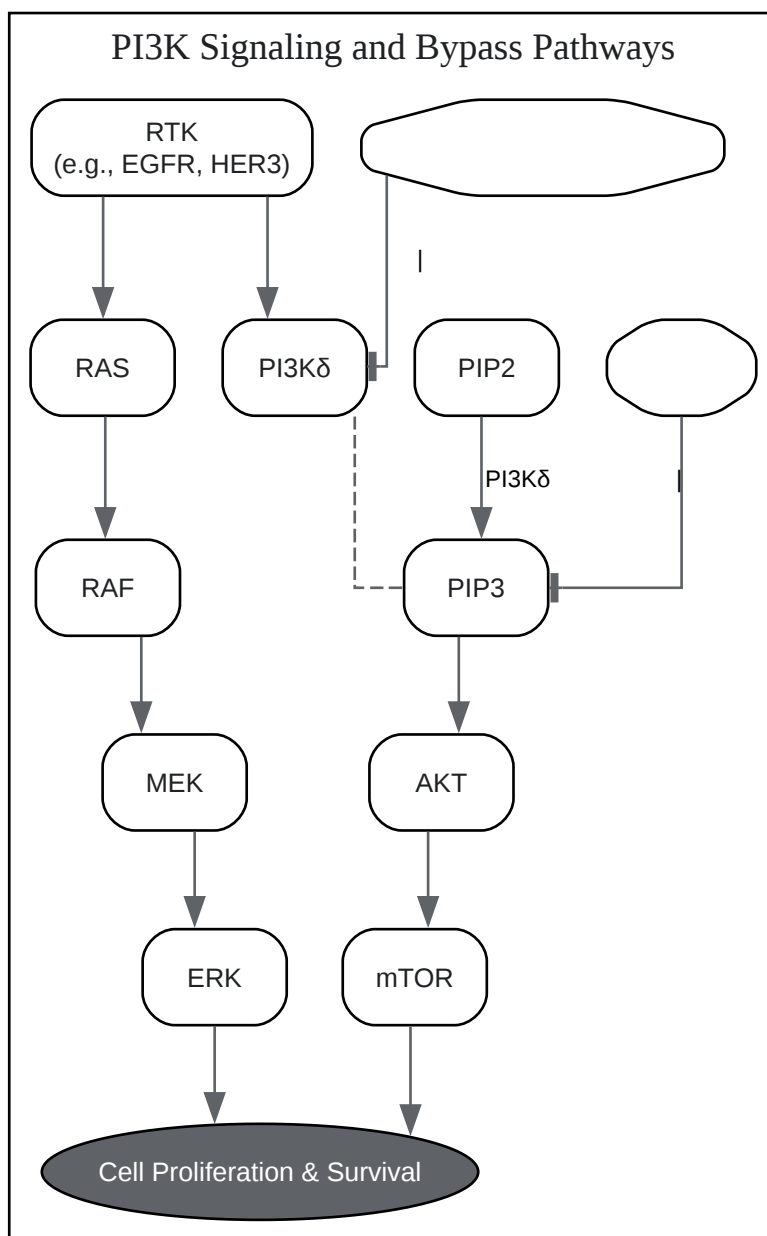 PI3K Signaling and Bypass Pathways
RTK
(e.g., EGFR, HER3)
|
RAS
PI3Kδ
PIP2
PI3Kδ
|
RAF
PIP3
MEK
AKT
ERK
mTOR
Cell Proliferation & Survival